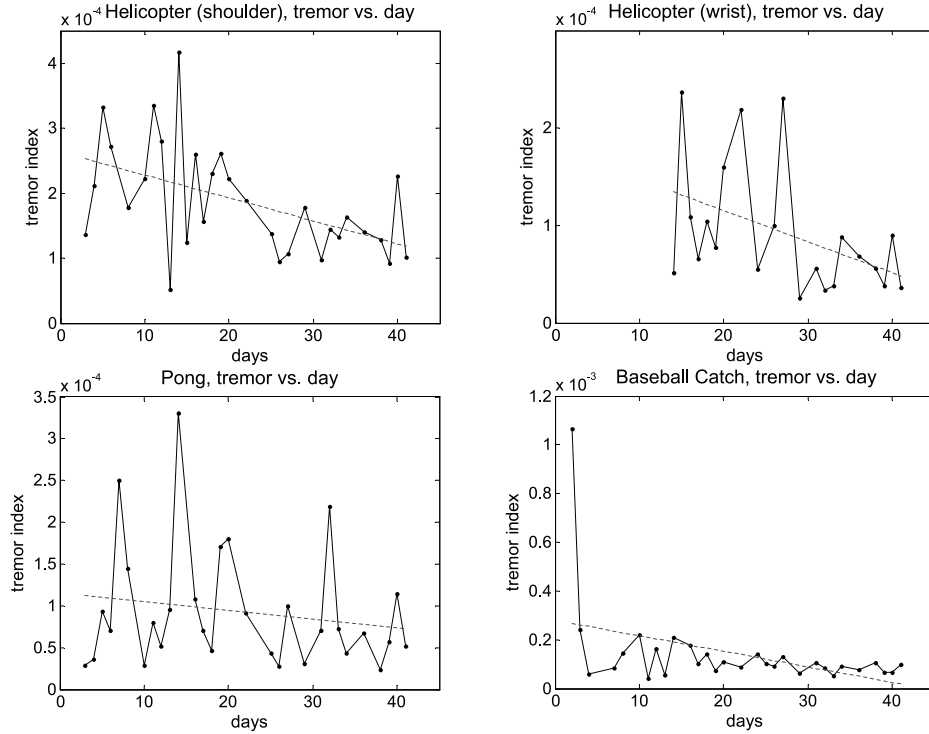 x 10-4 Helicopter (shoulder), tremor vs. day
4
3
2
1
0
tremor index
0 10 20 30 40
days
Helicopter (wrist), tremor vs. day
x 10-4
2
1
0
tremor index
0 10 20 30 40
days
Pong, tremor vs. day
x 10-4
3.5
3
2.5
2
1.5
1
0.5
0
tremor index
0 10 20 30 40
days
Baseball Catch, tremor vs. day
x 10-3
1.2
1
0.8
0.6
0.4
0.2
0
tremor index
0 10 20 30 40
days